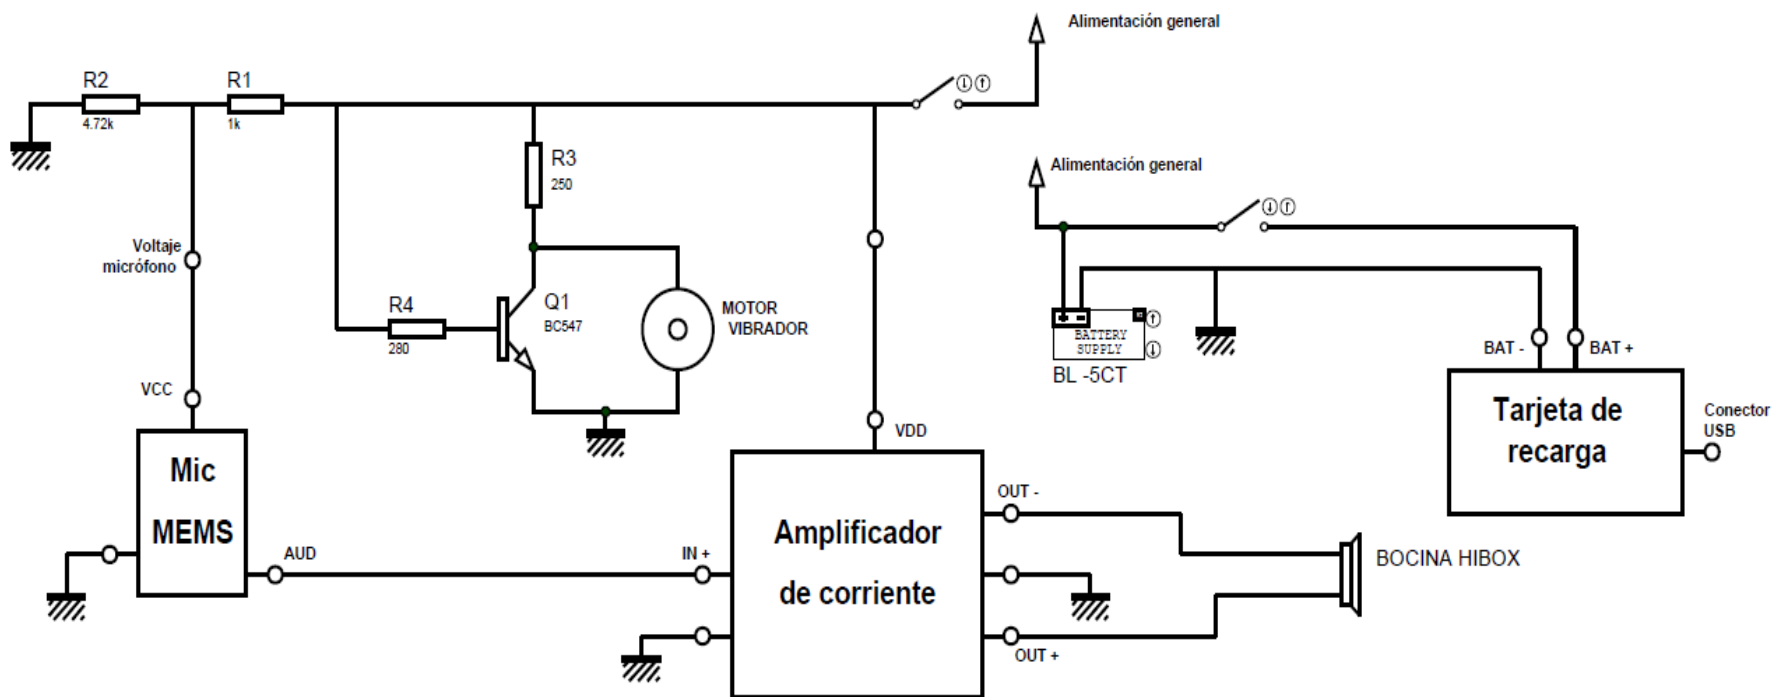 Alimentación general
R2
R1
4.72k
1k
R3
250
Alimentación general
Voltaje
micrófono
R4
280
Q1
BC547
MOTOR
VIBRADOR
BATTERY
SUPPLY
BL -5CT
BAT -
BAT +
VCC
VDD
Tarjeta de
recarga
Conector
USB
Mic
MEMS
AUD
IN +
Amplificador
de corriente
OUT -
OUT +
BOCINA HIBOX